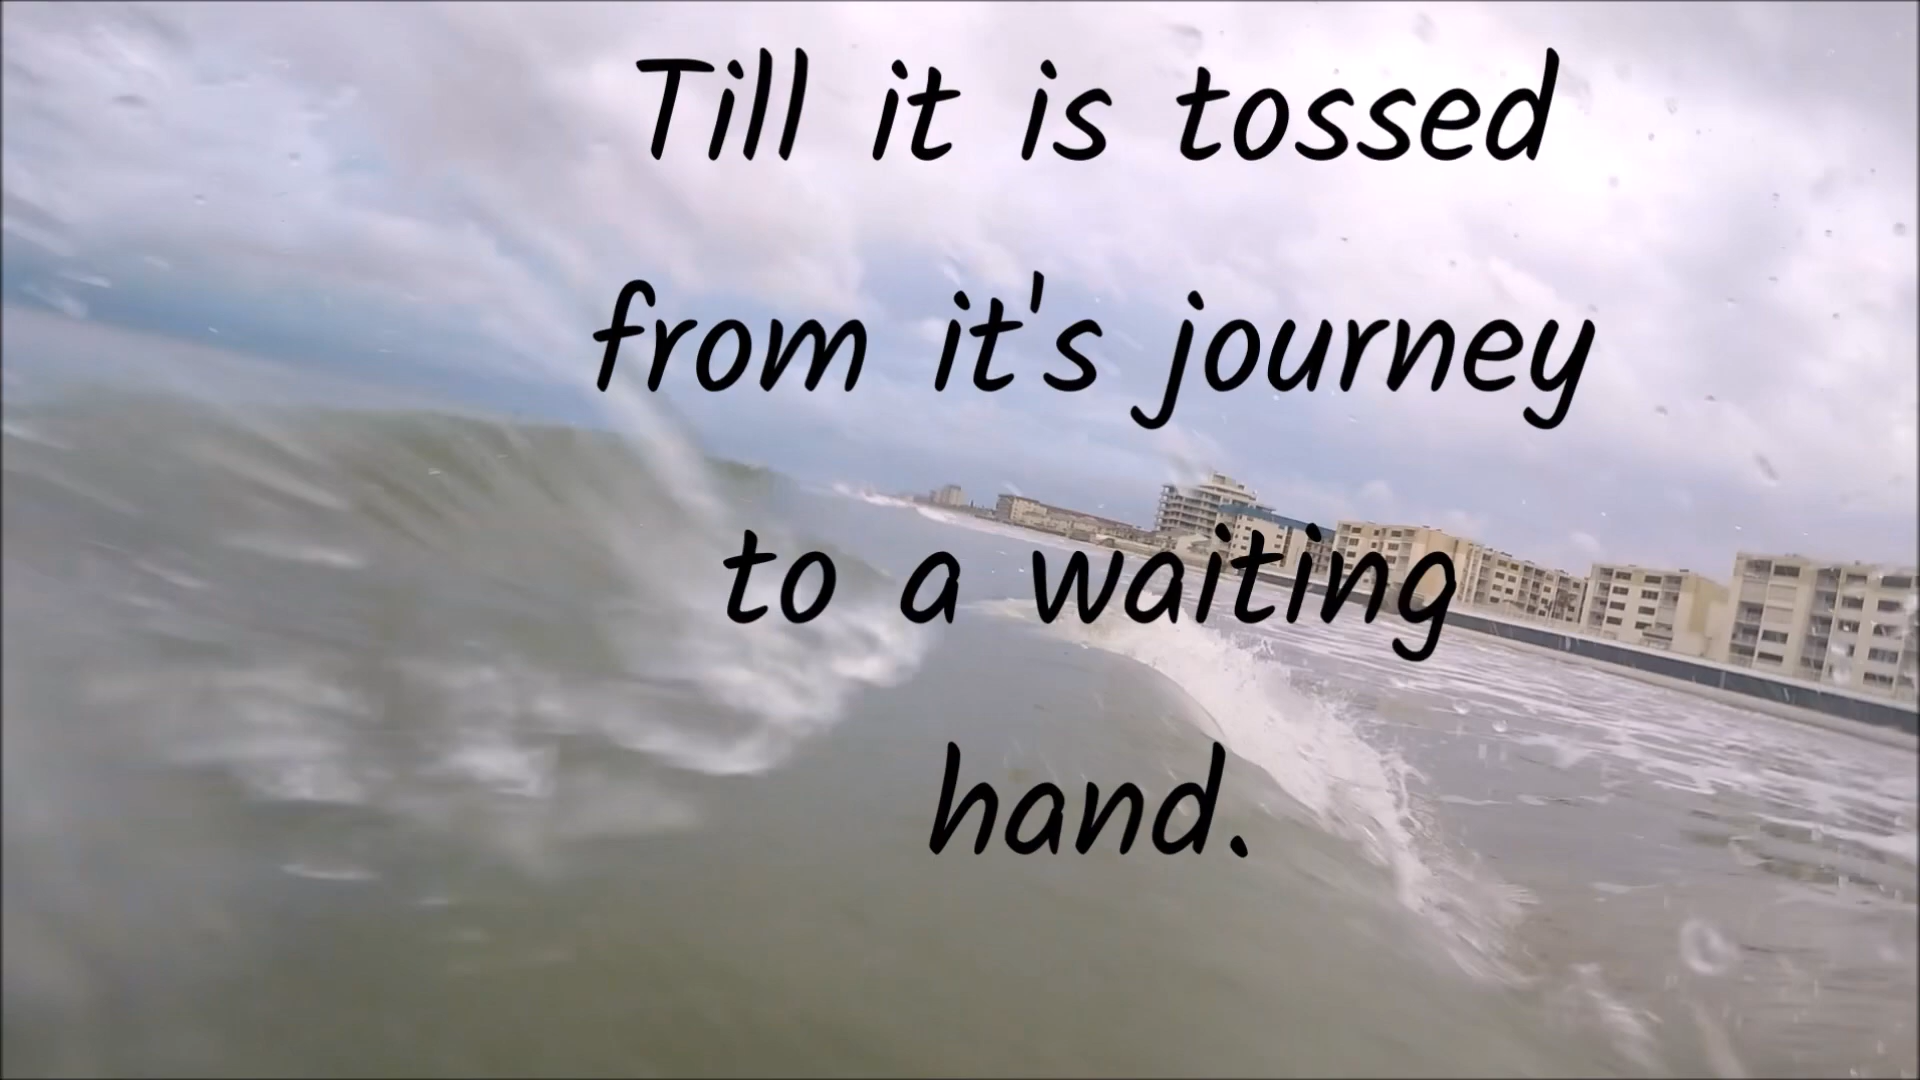 Till it is tossed
from it's journey
to a waiting
hand.